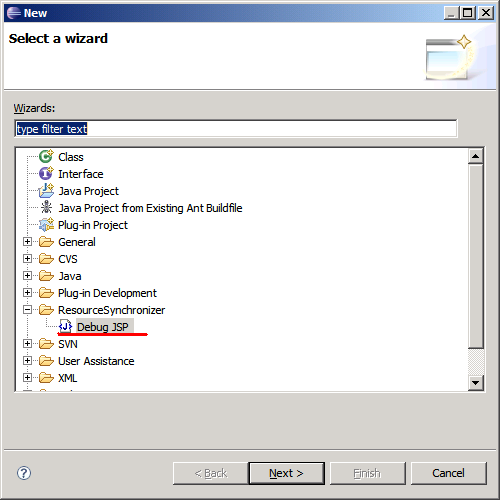 New
Select a wizard
Wizards:
type filter text
Class
Interface
Java Project
Java Project from Existing Ant Buildfile
Plug-in Project
General
CVS
Java
Plug-in Development
ResourceSynchronizer
Debug JSP
SVN
User Assistance
XML
? < Back Next > Finish Cancel